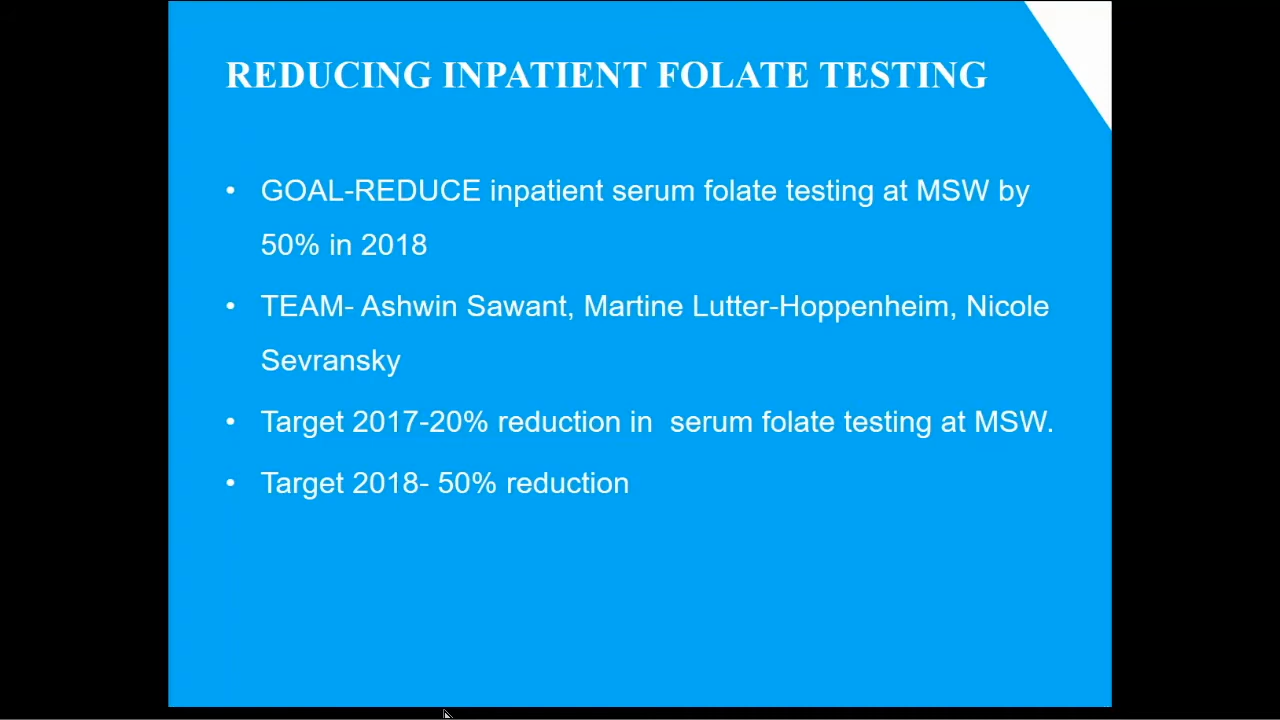 REDUCING INPATIENT FOLATE TESTING
• GOAL-REDUCE inpatient serum folate testing at MSW by
50% in 2018
• TEAM- Ashwin Sawant, Martine Lutter-Hoppenheim, Nicole
Sevransky
• Target 2017-20% reduction in  serum folate testing at MSW.
• Target 2018- 50% reduction